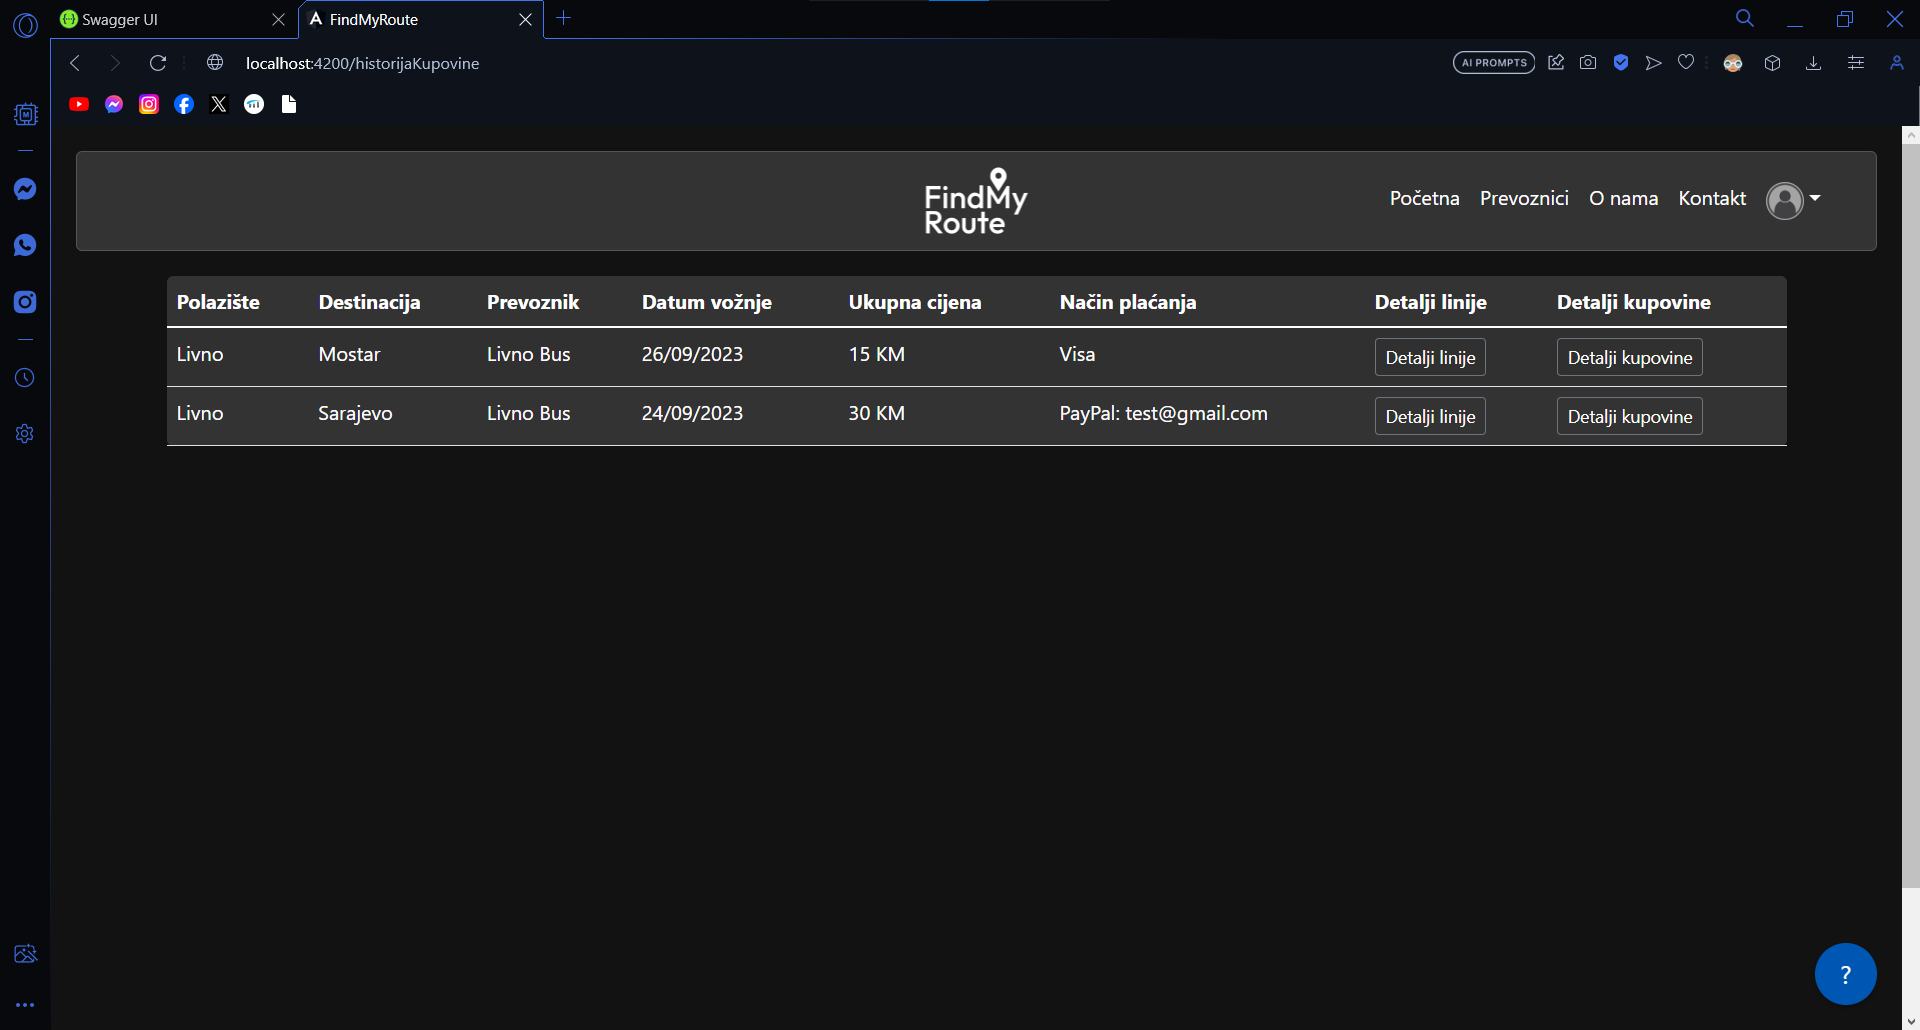 Swagger UI
FindMyRoute
localhost:4200/historijaKupovine
AI PROMPTS
FindMy
Route
Početna Prevoznici O nama Kontakt
Polazište Destinacija Prevoznik Datum vožnje Ukupna cijena Način plaćanja Detalji linije Detalji kupovine
Livno Mostar Livno Bus 26/09/2023 15 KM Visa Detalji linije Detalji kupovine
Livno Sarajevo Livno Bus 24/09/2023 30 KM PayPal: test@gmail.com Detalji linije Detalji kupovine
?